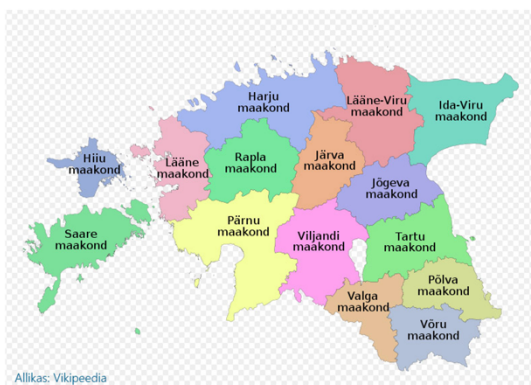 Harju
maakond
Lääne-Viru
maakond
Ida-Viru
maakond
Hiiu
maakond
Lääne
maakond
Rapla
maakond
Järva
maakond
Jõgeva
maakond
Saare
maakond
Pärnu
maakond
Viljandi
maakond
Tartu
maakond
Valga
maakond
Põlva
maakond
Võru
maakond
Allikas: Vikipeedia